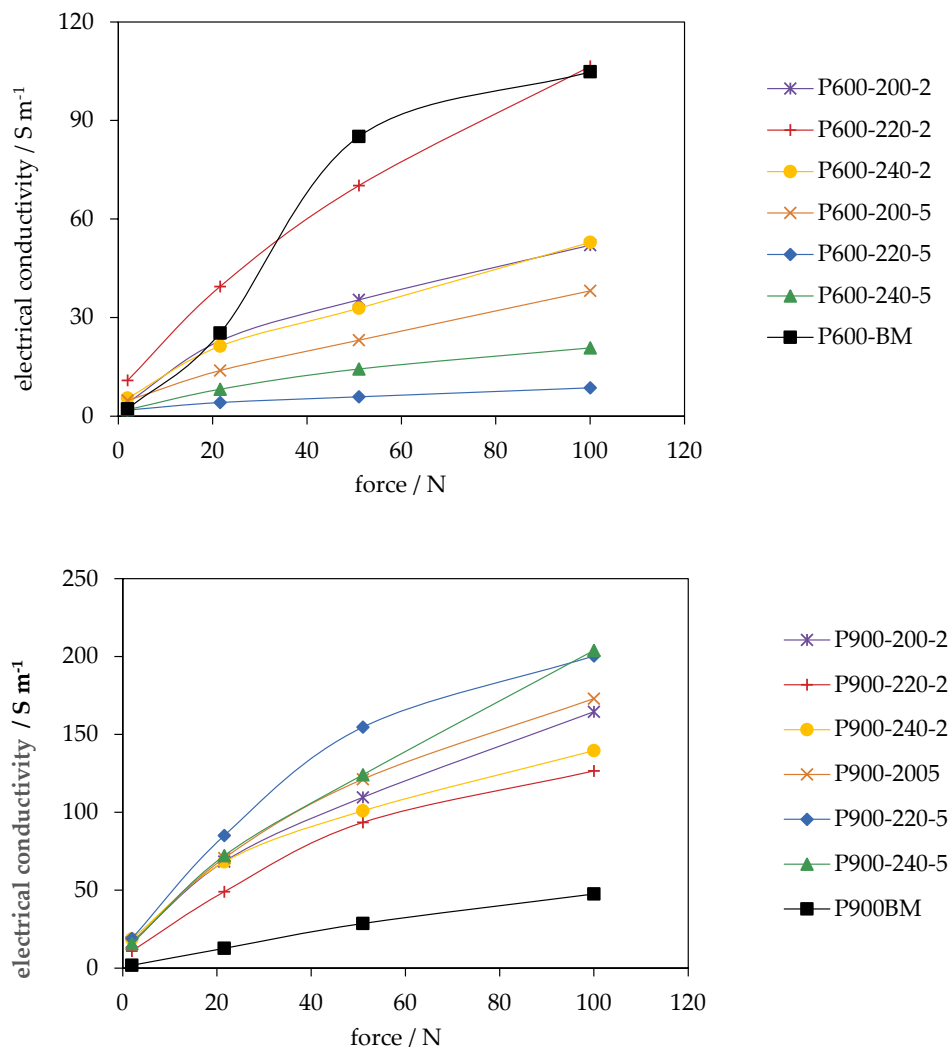 120
90
60
30
0
electrical conductivity / S m⁻¹
0 20 40 60 80 100 120
force / N
P600-200-2
P600-220-2
P600-240-2
P600-200-5
P600-220-5
P600-240-5
P600-BM
250
200
150
100
50
0
electrical conductivity / S m⁻¹
0 20 40 60 80 100 120
force / N
P900-200-2
P900-220-2
P900-240-2
P900-2005
P900-220-5
P900-240-5
P900BM